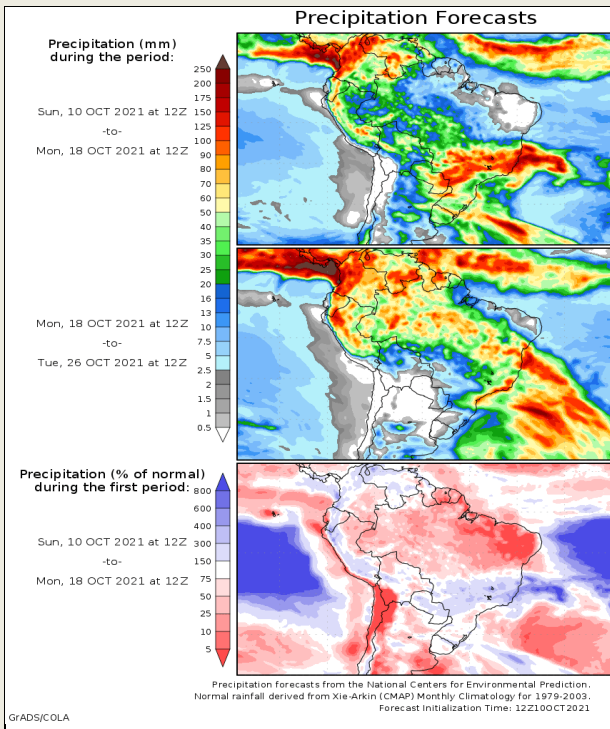 Precipitation Forecasts
Precipitation (mm)
during the period:
Sun, 10 OCT 2021 at 12Z
-to-
Mon, 18 OCT 2021 at 12Z
250
200
175
150
125
100
90
80
70
60
50
40
35
30
25
20
16
13
10
7.5
5
2.5
2
1.5
1
0.5
Mon, 18 OCT 2021 at 12Z
-to-
Tue, 26 OCT 2021 at 12Z
Precipitation (% of normal)
during the first period:
Sun, 10 OCT 2021 at 12Z
-to-
Mon, 18 OCT 2021 at 12Z
800
600
400
300
150
75
50
25
10
5
Precipitation forecasts from the National Centers for Environmental Prediction.
Normal rainfall derived from Xie-Arkin (CMAP) Monthly Climatology for 1979-2003.
Forecast Initialization Time: 12Z10OCT2021
GrADS/COLA